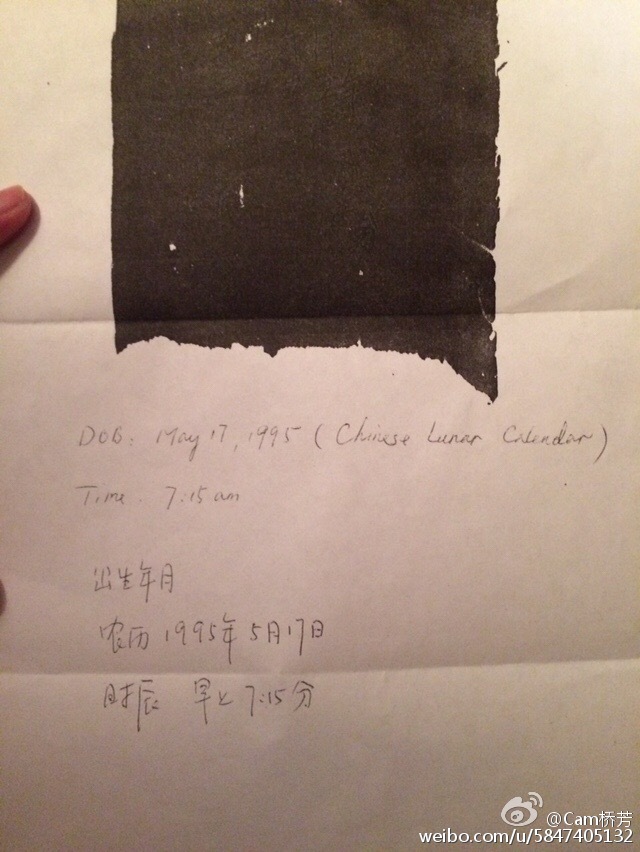 DOB: May 17, 1995 (Chinese Lunar Calendar)
Time. 7:15 am
出生年月
农历 1995年 5月17日
时辰 早上 7:15分
@Cam桥芳
weibo.com/u/5847405132